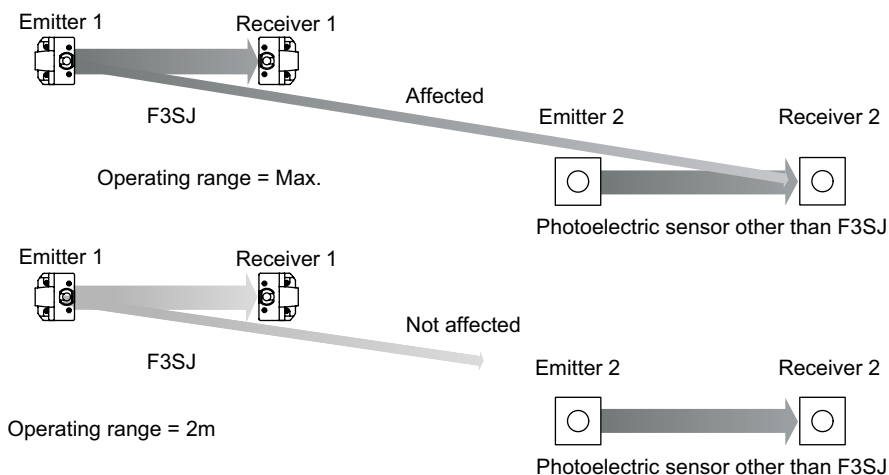 Emitter 1
Receiver 1
F3SJ
Affected
Emitter 2
Receiver 2
Operating range = Max.
Photoelectric sensor other than F3SJ
Emitter 1
Receiver 1
Not affected
F3SJ
Emitter 2
Receiver 2
Operating range = 2m
Photoelectric sensor other than F3SJ